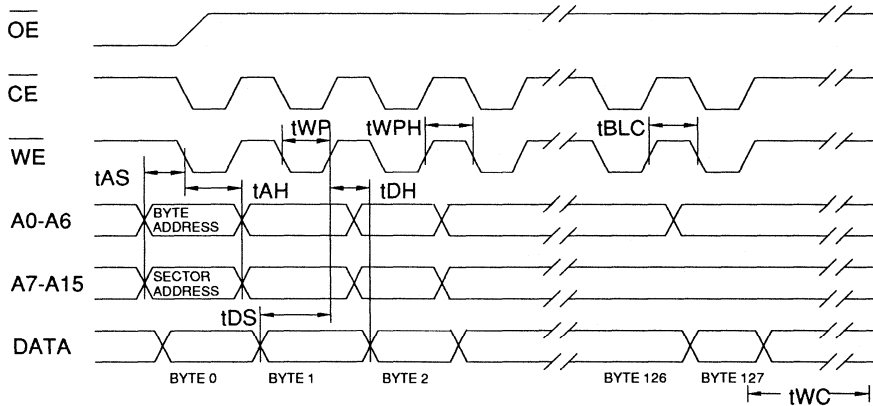 OE
CE
tWP tWPH tBLC
WE
tAS
tAH tDH
A0-A6 BYTE ADDRESS
A7-A15 SECTOR ADDRESS
tDS
DATA
BYTE 0 BYTE 1 BYTE 2 BYTE 126 BYTE 127
tWC